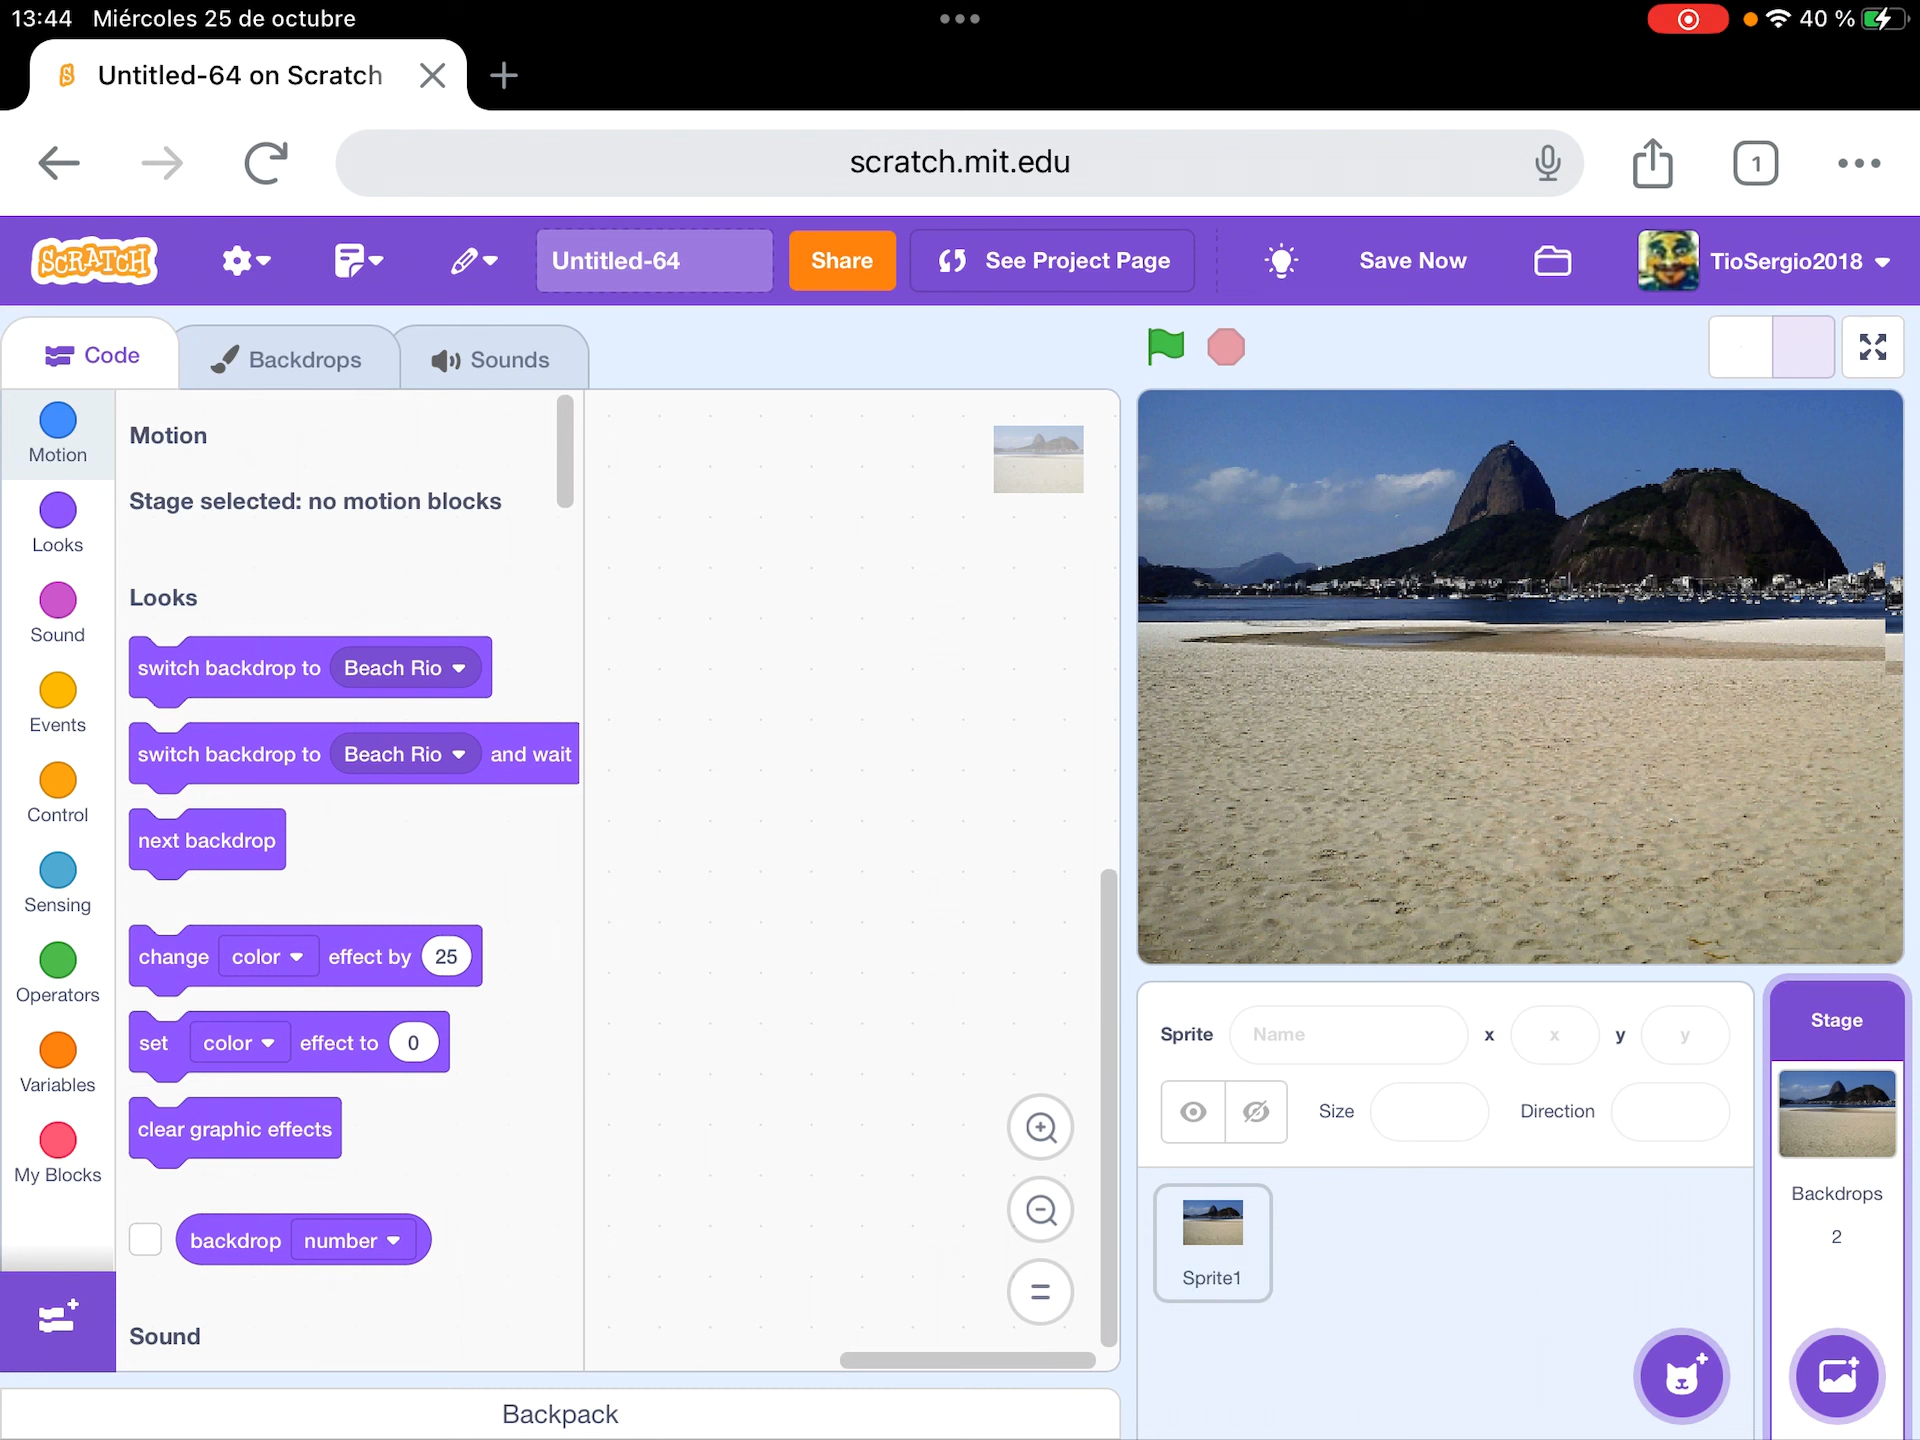 13:44 Miércoles 25 de octubre
40 %
Untitled-64 on Scratch
scratch.mit.edu
1
SCRATCH
Untitled-64
Share
See Project Page
Save Now
TioSergio2018
Code
Backdrops
Sounds
Motion
Looks
Sound
Events
Control
Sensing
Operators
Variables
My Blocks
Motion
Stage selected: no motion blocks
Looks
switch backdrop to Beach Rio
switch backdrop to Beach Rio and wait
next backdrop
change color effect by 25
set color effect to 0
clear graphic effects
backdrop number
Sound
Backpack
Sprite Name x x y y
Size Direction
Sprite1
Stage
Backdrops
2